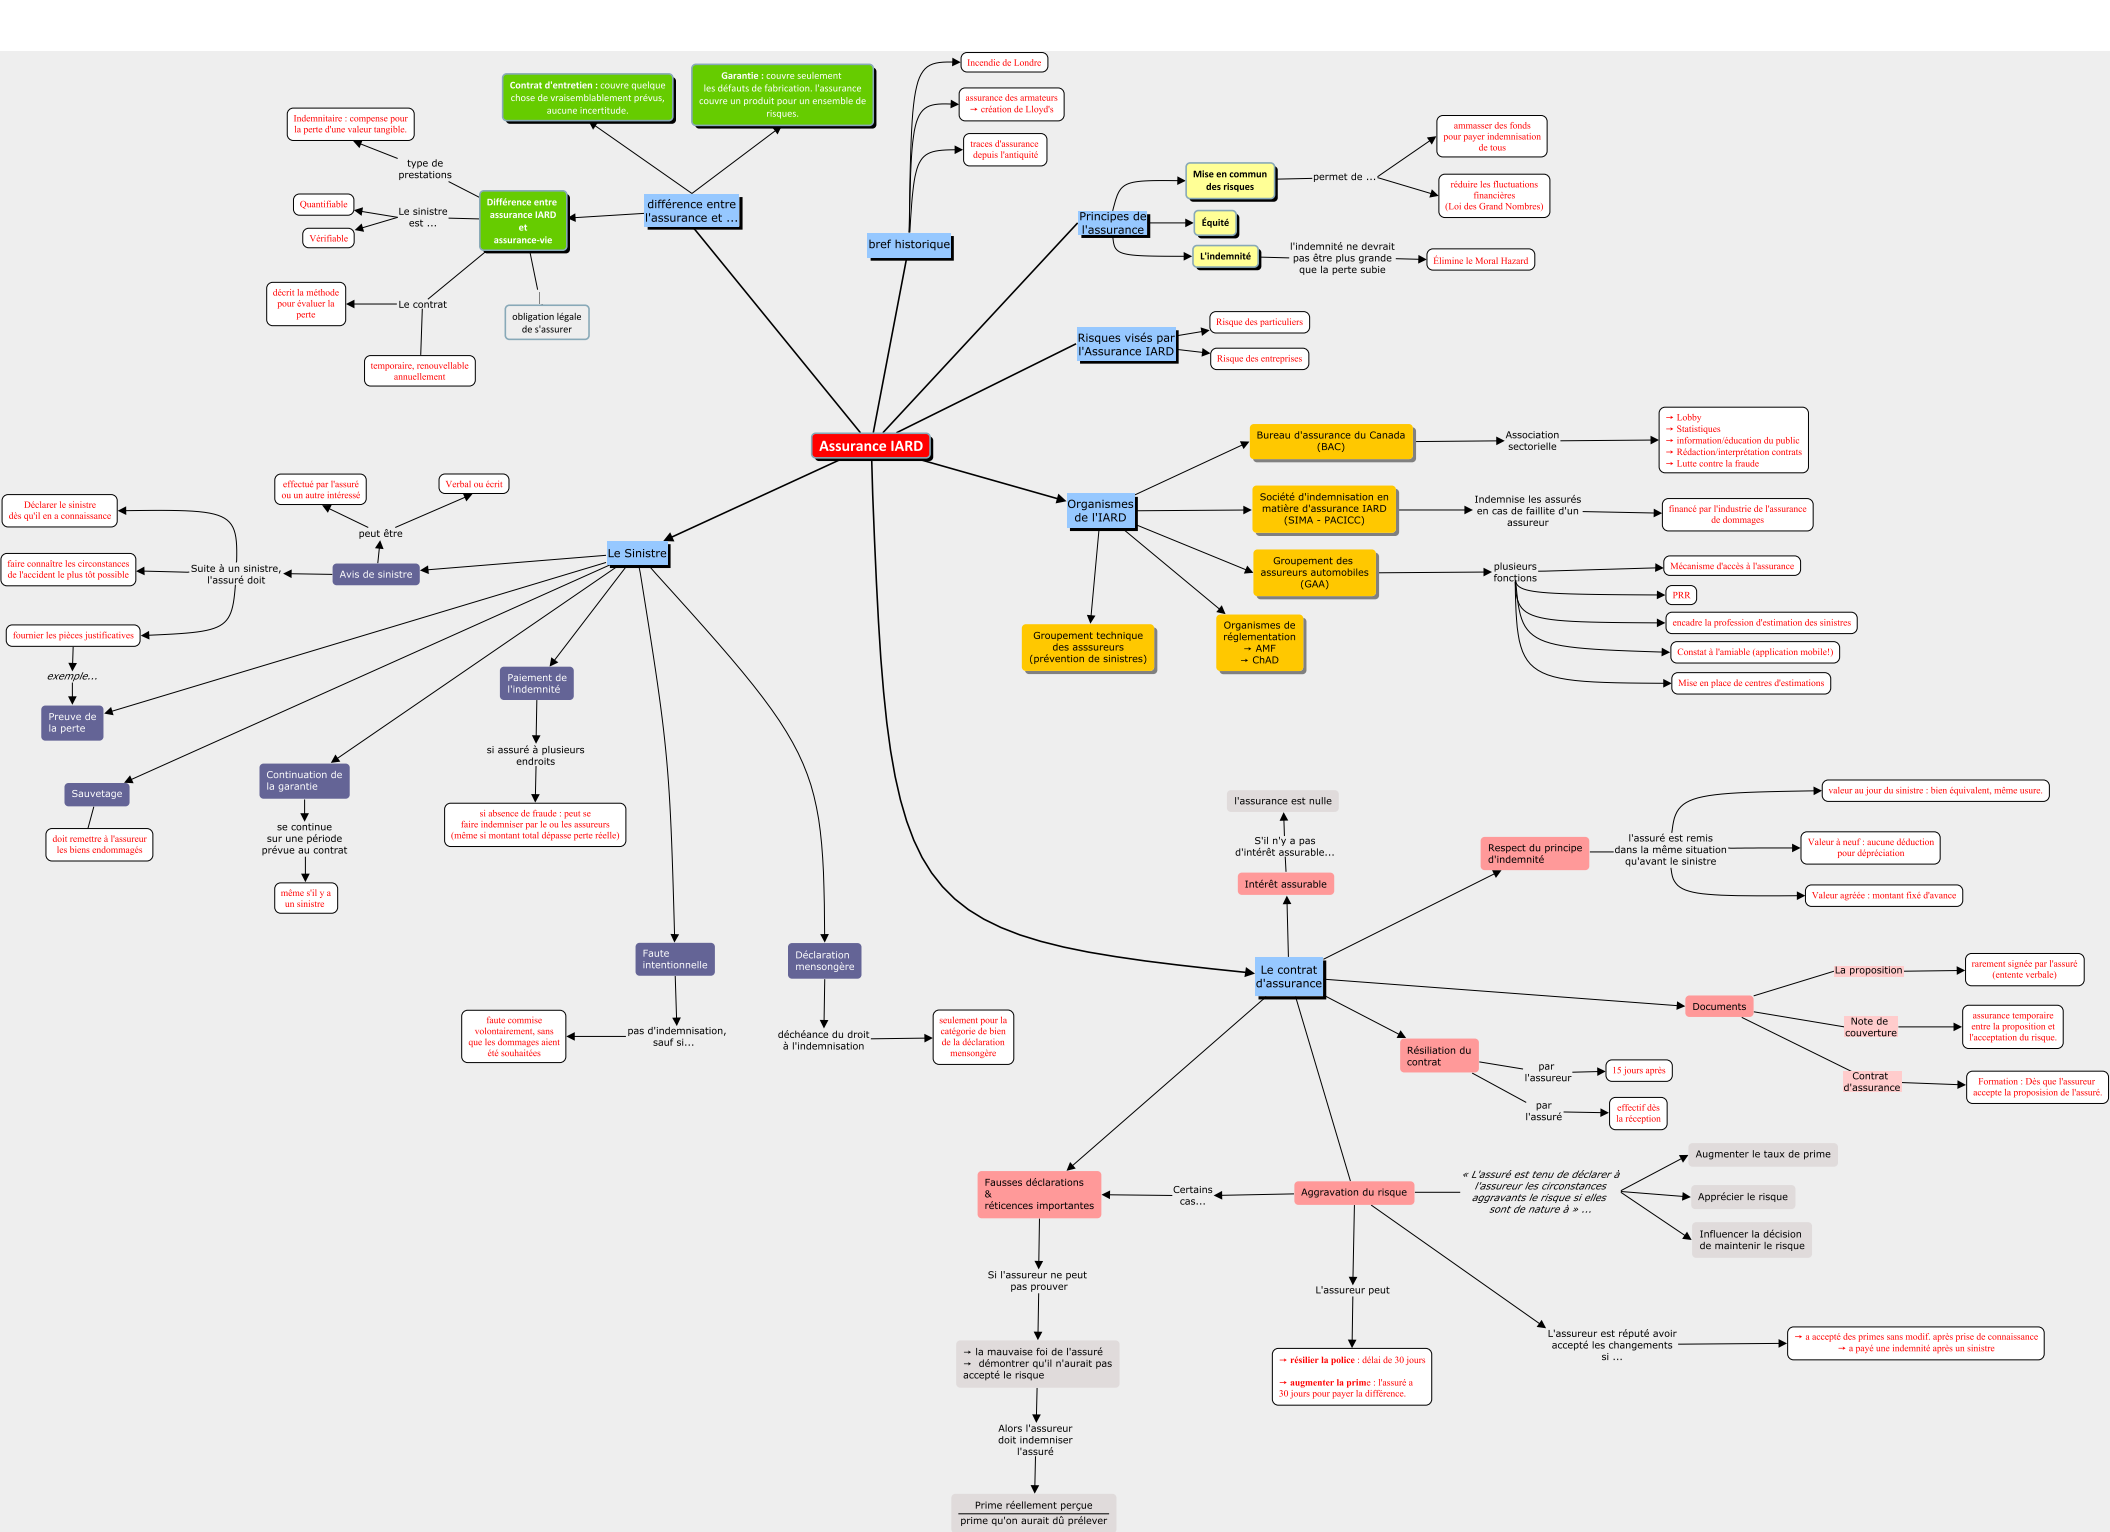 Assurance IARD
différence entre
l'assurance et ...
Contrat d'entretien : couvre quelque
chose de vraisemblablement prévus,
aucune incertitude.
Garantie : couvre seulement
les défauts de fabrication. l'assurance
couvre un produit pour un ensemble de
risques.
Différence entre
assurance IARD
et
assurance-vie
type de
prestations
Indemnitaire : compense pour
la perte d'une valeur tangible.
Le sinistre
est ...
Quantifiable
Vérifiable
Le contrat
décrit la méthode
pour évaluer la
perte
temporaire, renouvellable
annuellement
obligation légale
de s'assurer
bref historique
Incendie de Londre
assurance des armateurs
→ création de Lloyd's
traces d'assurance
depuis l'antiquité
Principes de
l'assurance
Mise en commun
des risques
permet de ...
ammasser des fonds
pour payer indemnisation
de tous
réduire les fluctuations
financières
(Loi des Grand Nombres)
Équité
L'indemnité
l'indemnité ne devrait
pas être plus grande
que la perte subie
Élimine le Moral Hazard
Risques visés par
l'Assurance IARD
Risque des particuliers
Risque des entreprises
Organismes
de l'IARD
Bureau d'assurance du Canada
(BAC)
Association
sectorielle
→ Lobby
→ Statistiques
→ information/éducation du public
→ Rédaction/interprétation contrats
→ Lutte contre la fraude
Société d'indemnisation en
matière d'assurance IARD
(SIMA - PACICC)
Indemnise les assurés
en cas de faillite d'un
assureur
financé par l'industrie de l'assurance
de dommages
Groupement des
assureurs automobiles
(GAA)
plusieurs
fonctions
Mécanisme d'accès à l'assurance
PRR
encadre la profession d'estimation des sinistres
Constat à l'amiable (application mobile!)
Mise en place de centres d'estimations
Groupement technique
des asssureurs
(prévention de sinistres)
Organismes de
réglementation
→ AMF
→ ChAD
Le Sinistre
Avis de sinistre
peut être
effectué par l'assuré
ou un autre intéressé
Verbal ou écrit
Suite à un sinistre,
l'assuré doit
Déclarer le sinistre
dès qu'il en a connaissance
faire connaître les circonstances
de l'accident le plus tôt possible
fournier les pièces justificatives
exemple...
Preuve de
la perte
Sauvetage
doit remettre à l'assureur
les biens endommagés
Continuation de
la garantie
se continue
sur une période
prévue au contrat
même s'il y a
un sinistre
Paiement de
l'indemnité
si assuré à plusieurs
endroits
si absence de fraude : peut se
faire indemniser par le ou les assureurs
(même si montant total dépasse perte réelle)
Faute
intentionnelle
pas d'indemnisation,
sauf si...
faute commise
volontairement, sans
que les dommages aient
été souhaitées
Déclaration
mensongère
déchéance du droit
à l'indemnisation
seulement pour la
catégorie de bien
de la déclaration
mensongère
Le contrat
d'assurance
Intérêt assurable
S'il n'y a pas
d'intérêt assurable...
l'assurance est nulle
Respect du principe
d'indemnité
l'assuré est remis
dans la même situation
qu'avant le sinistre
valeur au jour du sinistre : bien équivalent, même usure.
Valeur à neuf : aucune déduction
pour dépréciation
Valeur agréée : montant fixé d'avance
Documents
La proposition
rarement signée par l'assuré
(entente verbale)
Note de
couverture
assurance temporaire
entre la proposition et
l'acceptation du risque.
Contrat
d'assurance
Formation : Dès que l'assureur
accepte la proposision de l'assuré.
Résiliation du
contrat
par
l'assureur
15 jours après
par
l'assuré
effectif dès
la réception
Aggravation du risque
« L'assuré est tenu de déclarer à
l'assureur les circonstances
aggravants le risque si elles
sont de nature à » ...
Augmenter le taux de prime
Apprécier le risque
Influencer la décision
de maintenir le risque
Certains
cas...
L'assureur peut
→ résilier la police : délai de 30 jours
→ augmenter la prime : l'assuré a
30 jours pour payer la différence.
L'assureur est réputé avoir
accepté les changements
si ...
→ a accepté des primes sans modif. après prise de connaissance
→ a payé une indemnité après un sinistre
Fausses déclarations
&
réticences importantes
Si l'assureur ne peut
pas prouver
→ la mauvaise foi de l'assuré
→ démontrer qu'il n'aurait pas
accepté le risque
Alors l'assureur
doit indemniser
l'assuré
Prime réellement perçue
prime qu'on aurait dû prélever